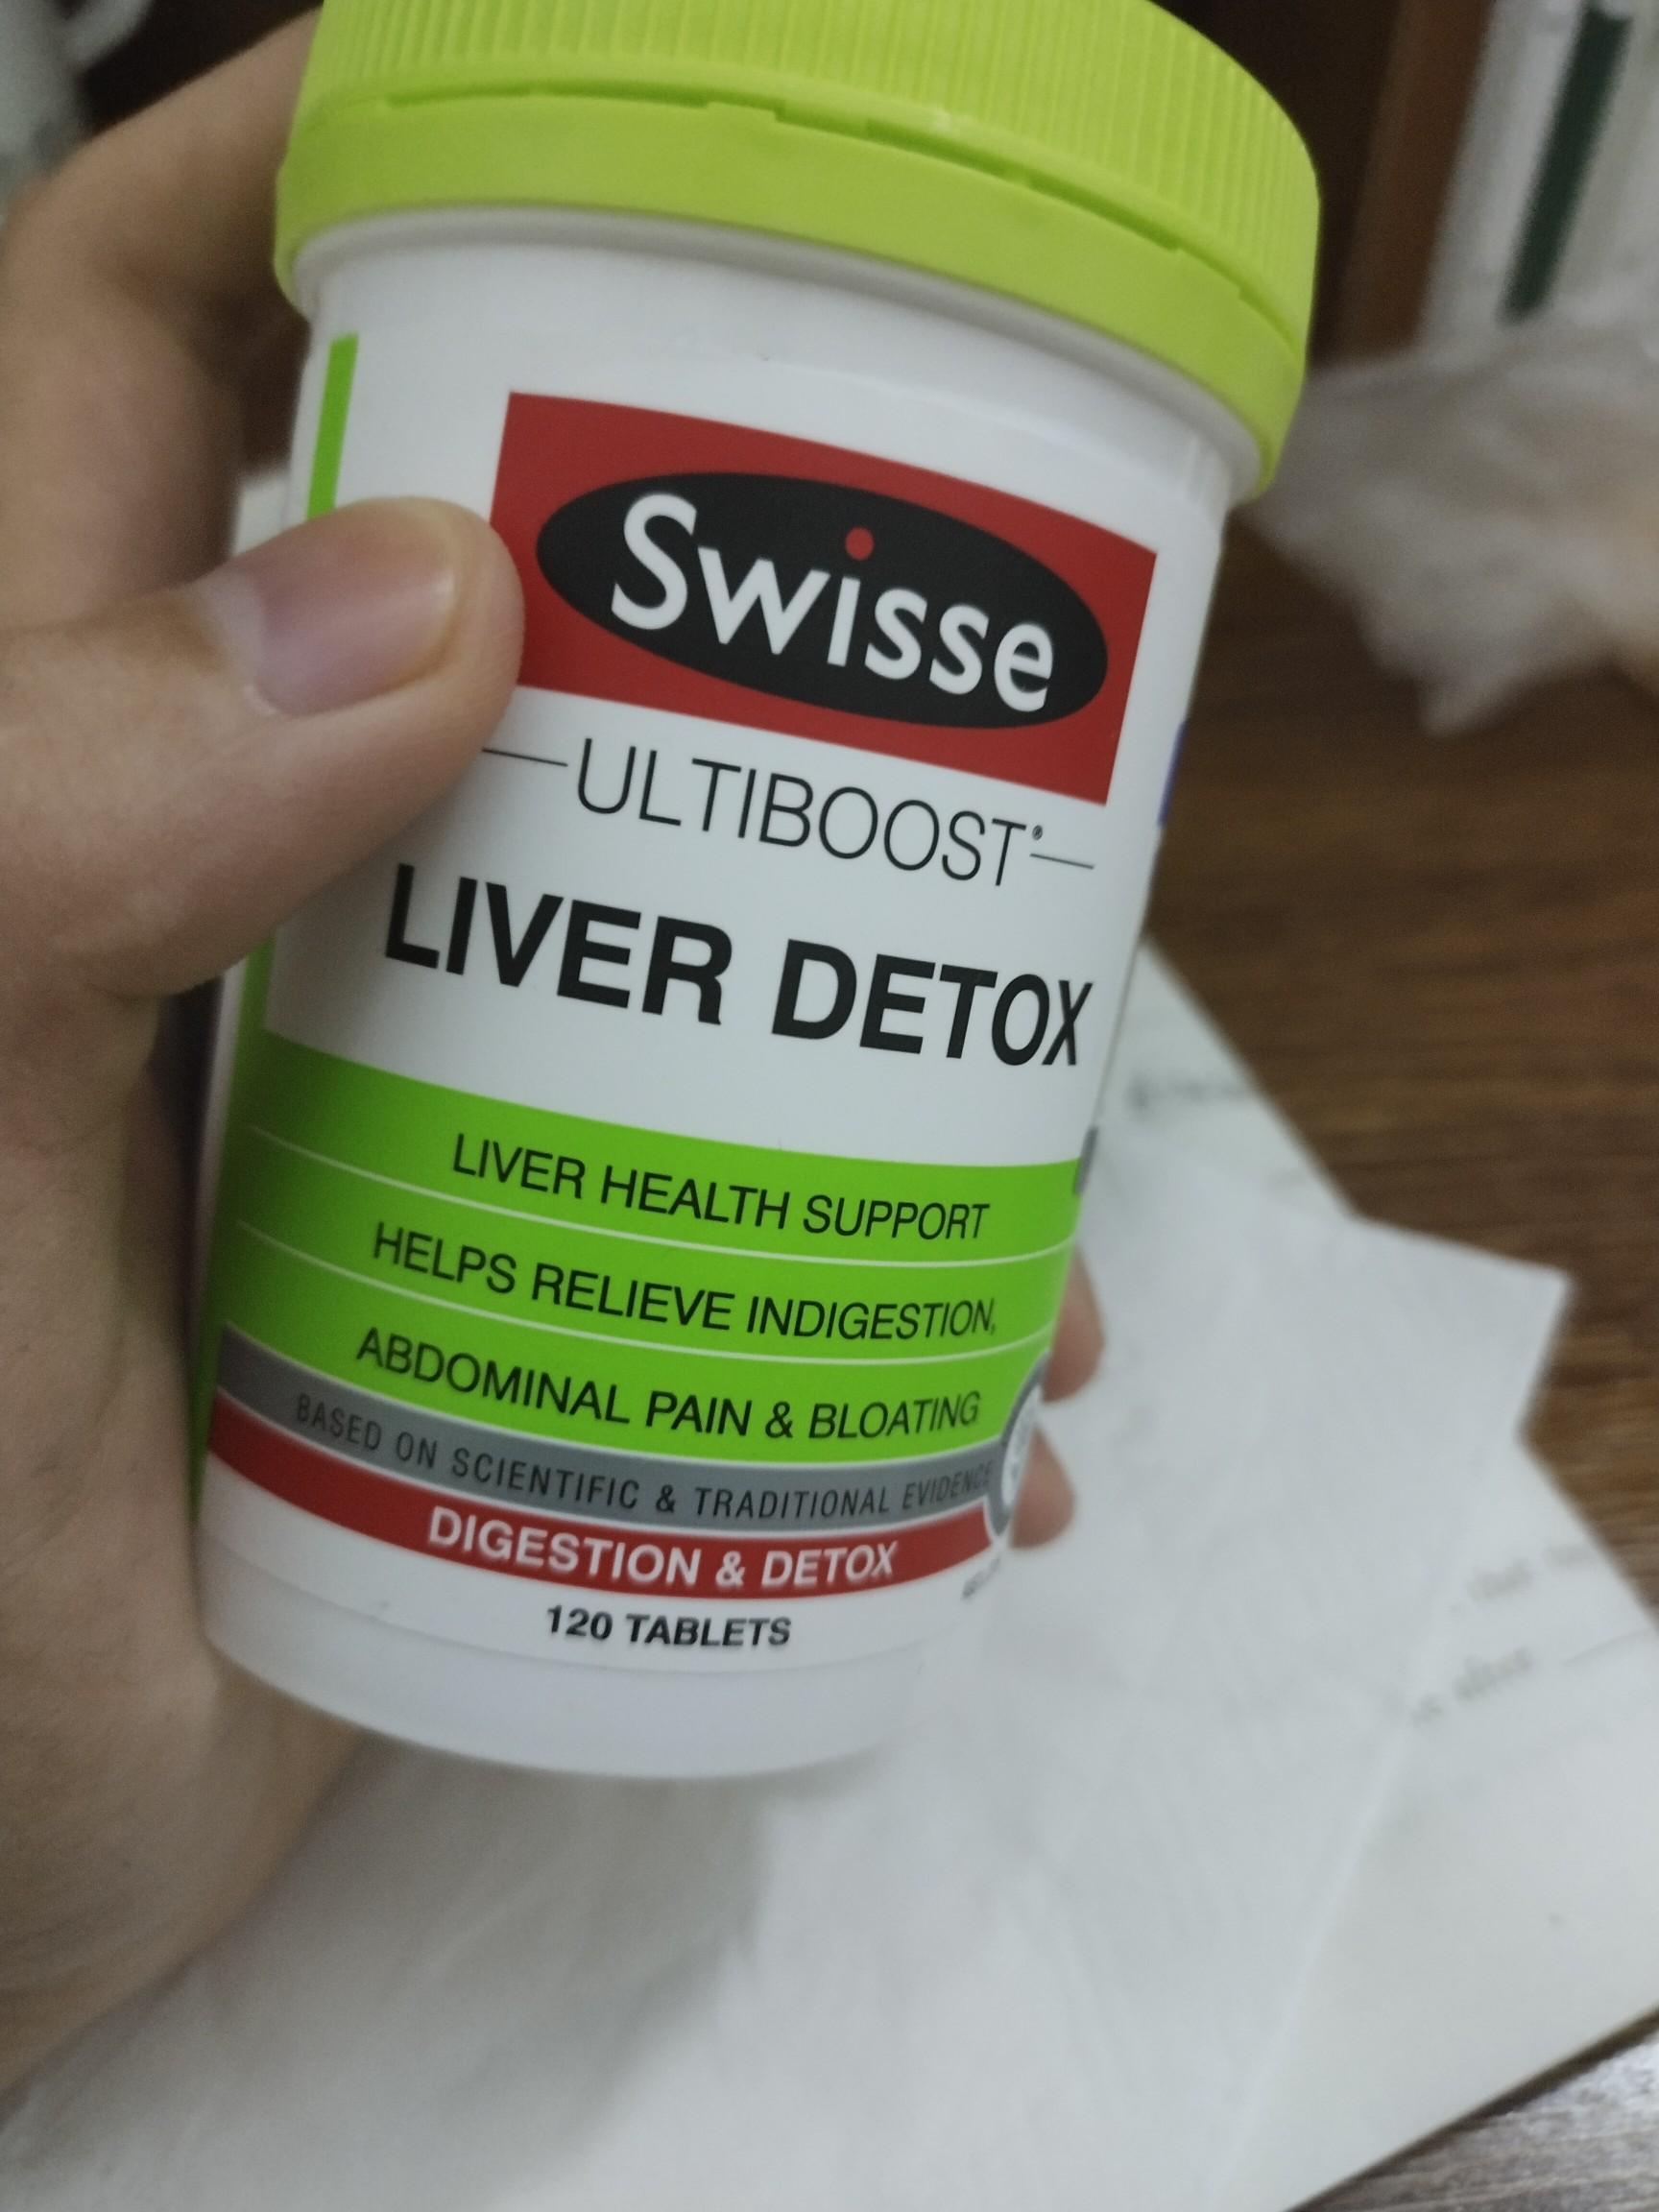 Swisse
ULTIBOOST®
LIVER DETOX
LIVER HEALTH SUPPORT
HELPS RELIEVE INDIGESTION,
ABDOMINAL PAIN & BLOATING
BASED ON SCIENTIFIC & TRADITIONAL EVIDENCE
DIGESTION & DETOX
120 TABLETS